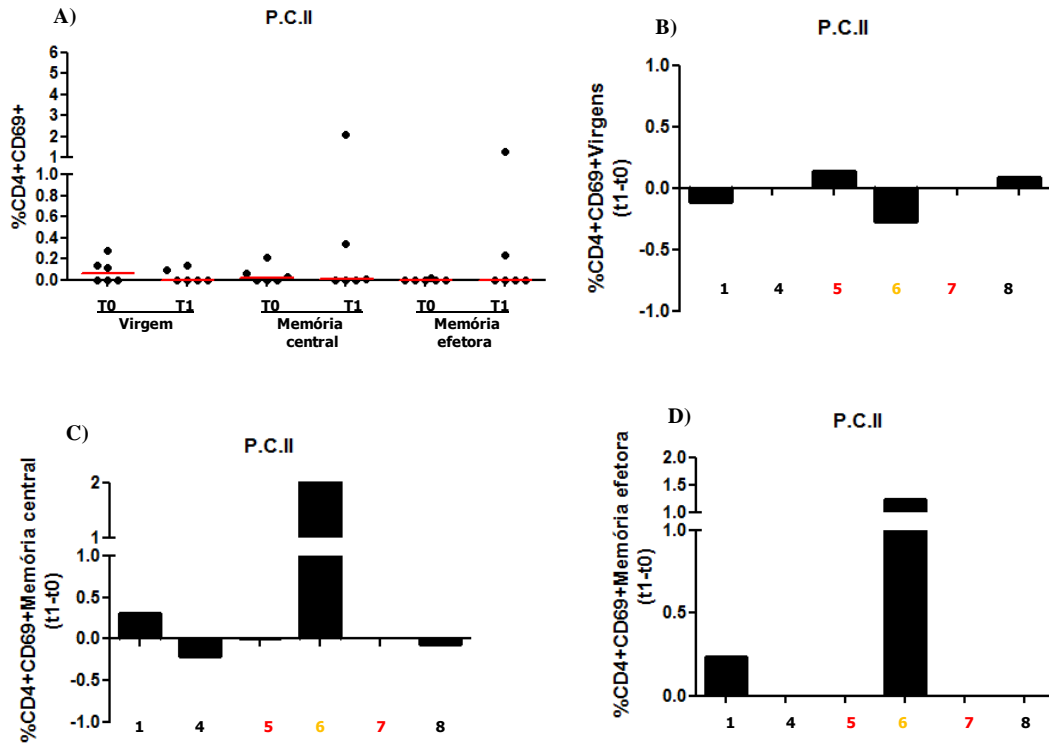 A)
P.C.II
%CD4+CD69+
6
5
4
3
2
1
1.0
0.8
0.6
0.4
0.2
0.0
T0 T1 T0 T1 T0 T1
Virgem Memória Memória
central efetora
B)
P.C.II
%CD4+CD69+Virgens
(t1-t0)
1.0
0.5
0.0
-0.5
-1.0
1 4 5 6 7 8
C)
P.C.II
%CD4+CD69+Memória central
(t1-t0)
2
1
1.0
0.5
0.0
-0.5
-1.0
1 4 5 6 7 8
D)
P.C.II
%CD4+CD69+Memória efetora
(t1-t0)
2.0
1.5
1.0
1.0
0.5
0.0
1 4 5 6 7 8